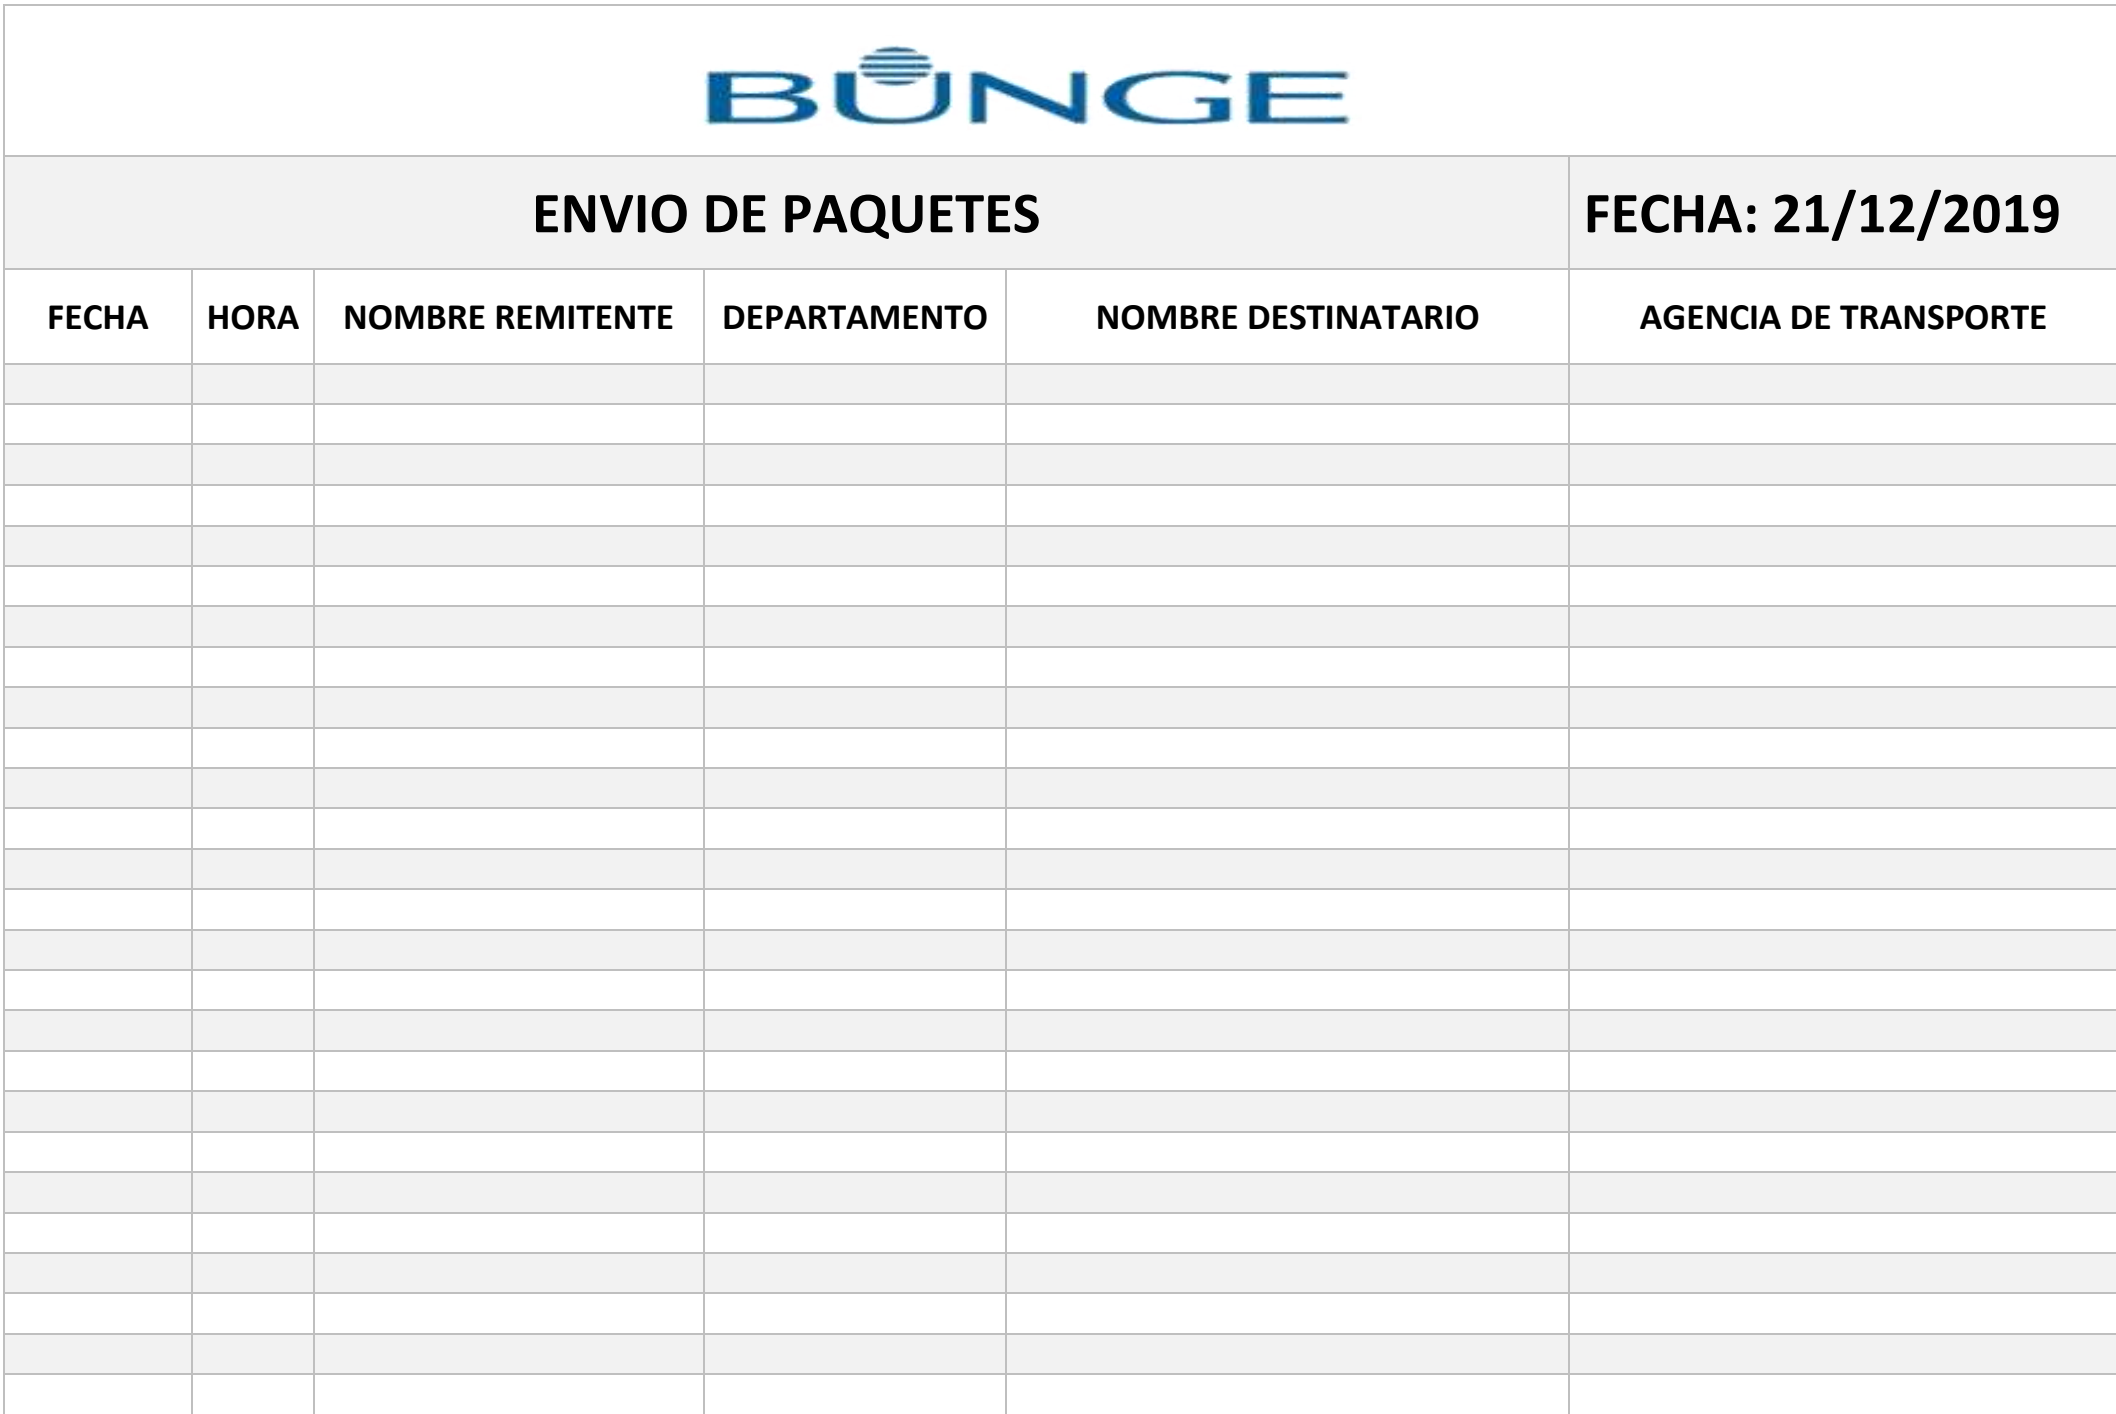 BUNGE
ENVIO DE PAQUETES FECHA: 21/12/2019
FECHA HORA NOMBRE REMITENTE DEPARTAMENTO NOMBRE DESTINATARIO AGENCIA DE TRANSPORTE